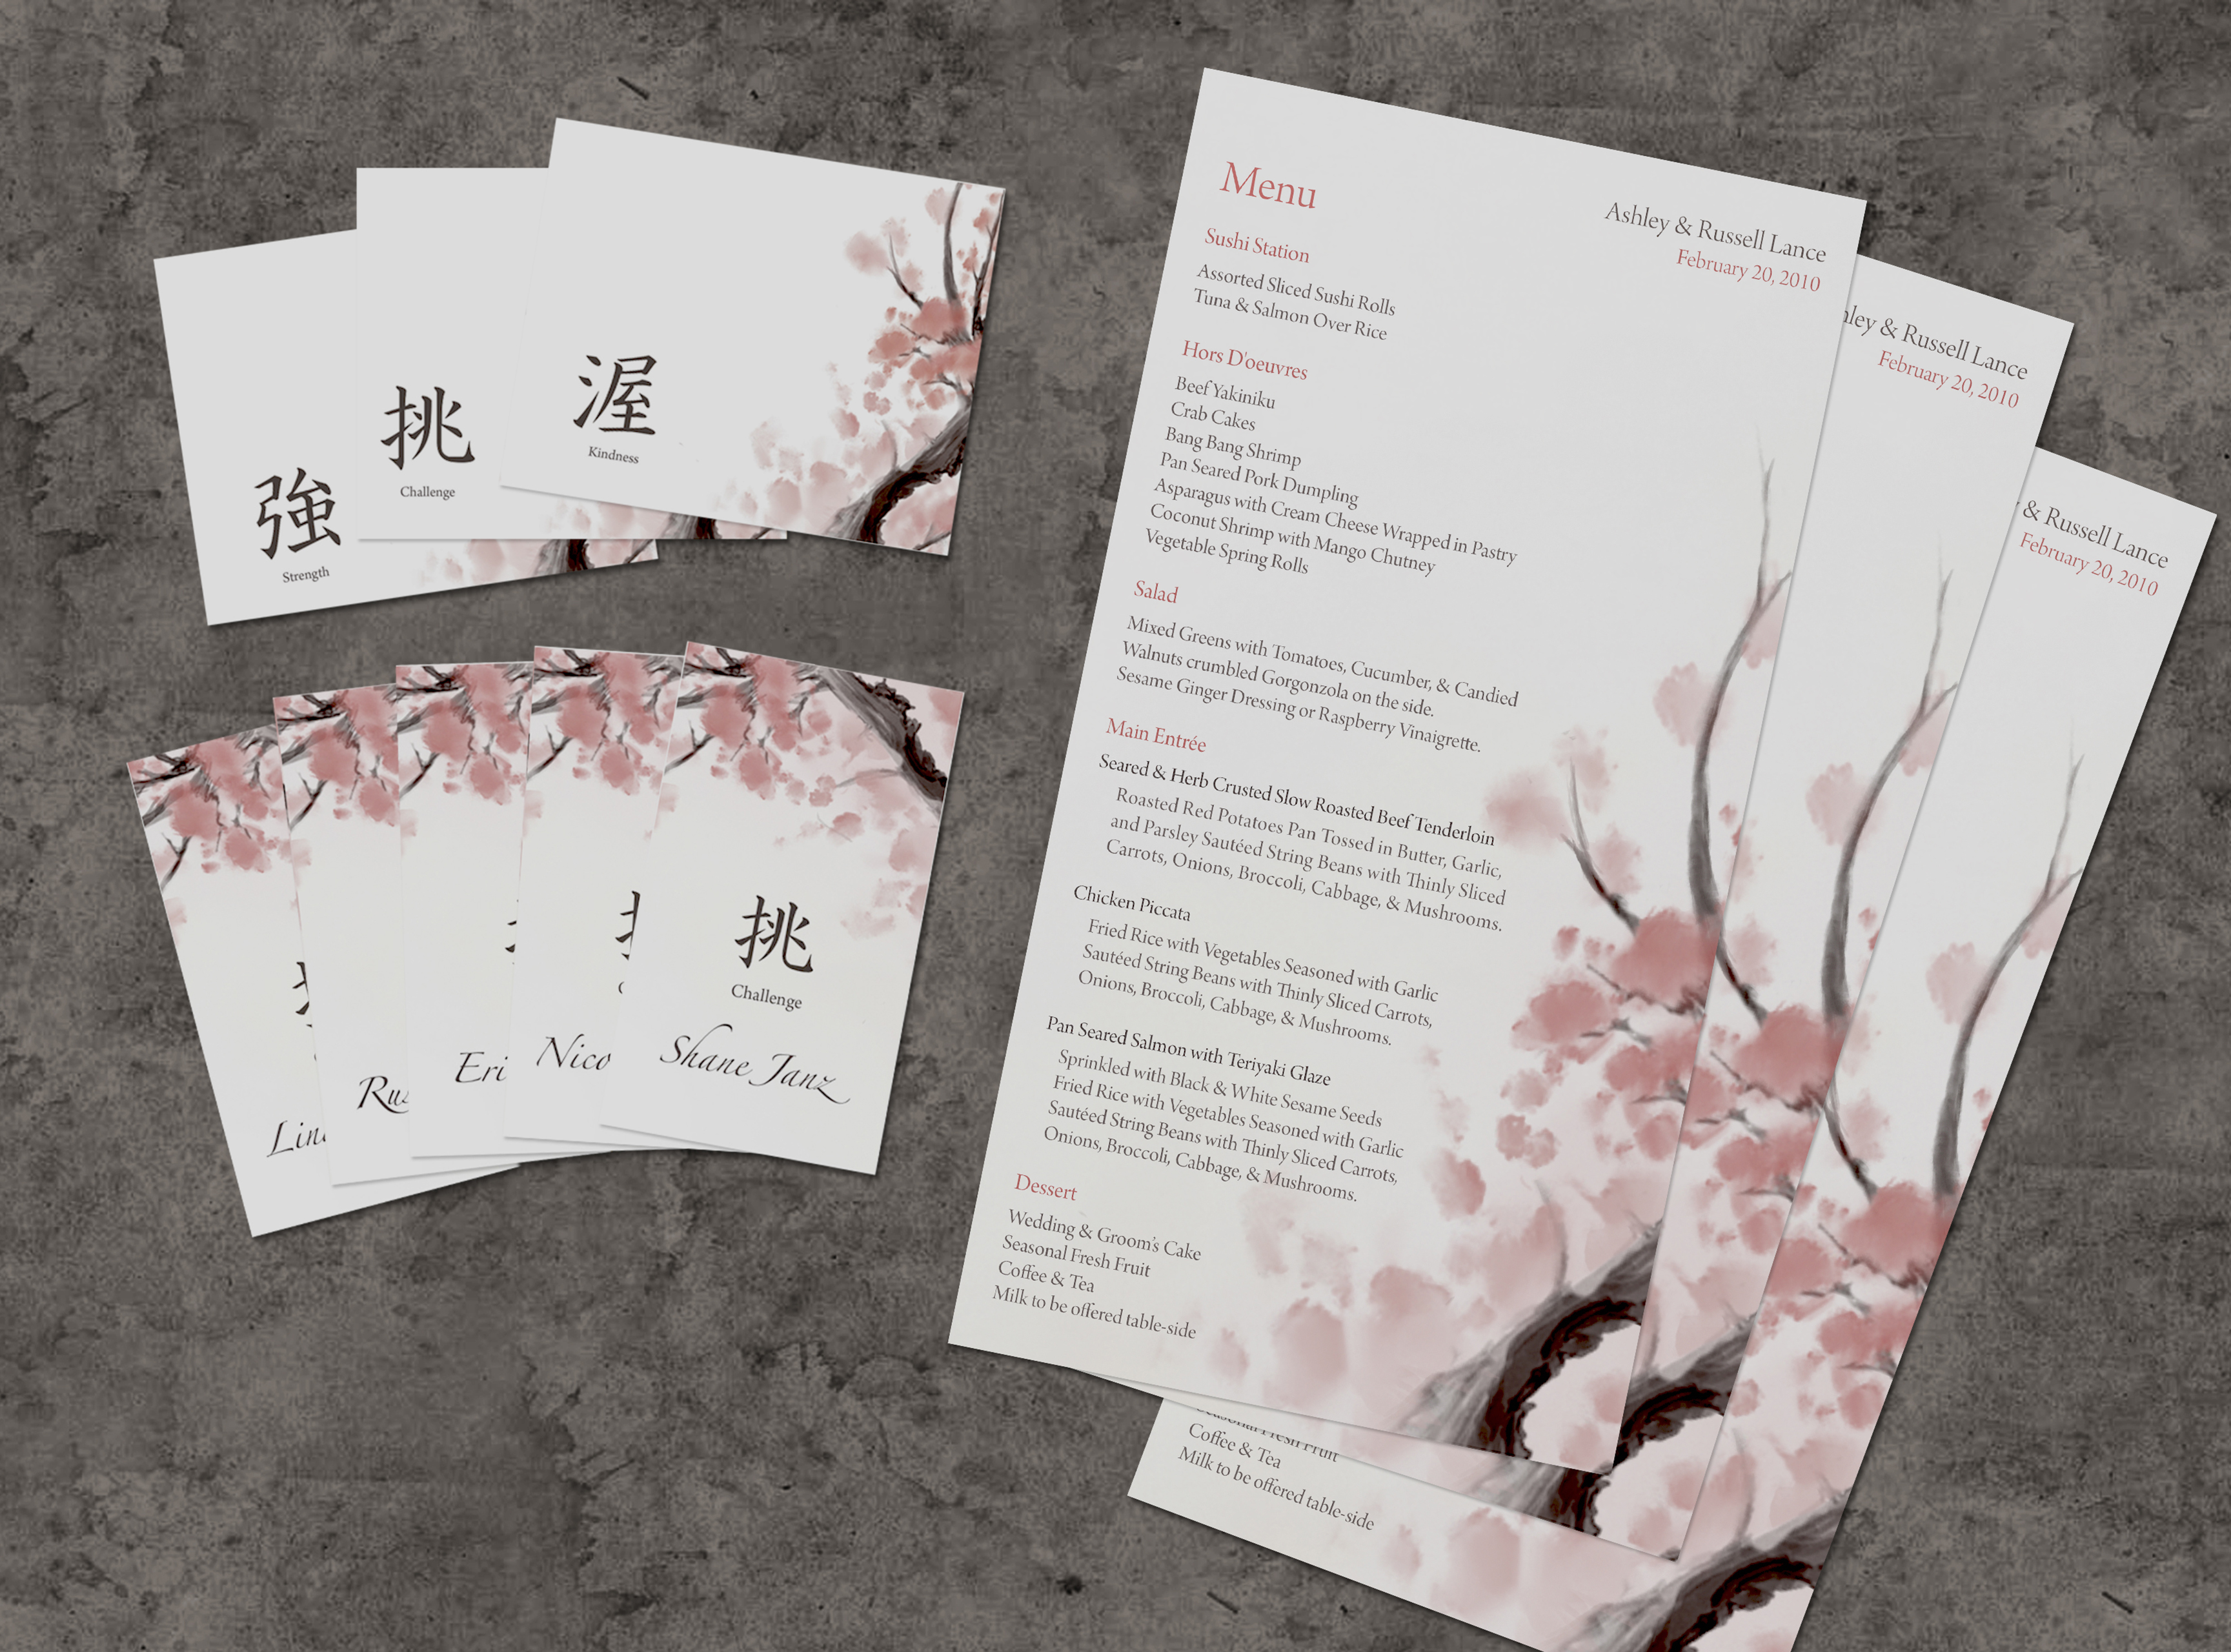 強
Strength
挑
Challenge
渥
Kindness
挑
Challenge
Shane Janz
Nico
Eri
Menu
Ashley & Russell Lance
February 20, 2010
Sushi Station
Assorted Sliced Sushi Rolls
Tuna & Salmon Over Rice
Hors D'oeuvres
Beef Yakiniku
Crab Cakes
Bang Bang Shrimp
Pan Seared Pork Dumpling
Asparagus with Cream Cheese Wrapped in Pastry
Coconut Shrimp with Mango Chutney
Vegetable Spring Rolls
Salad
Mixed Greens with Tomatoes, Cucumber, & Candied
Walnuts crumbled Gorgonzola on the side.
Sesame Ginger Dressing or Raspberry Vinaigrette.
Main Entrée
Seared & Herb Crusted Slow Roasted Beef Tenderloin
Roasted Red Potatoes Pan Tossed in Butter, Garlic,
and Parsley Sautéed String Beans with Thinly Sliced
Carrots, Onions, Broccoli, Cabbage, & Mushrooms.
Chicken Piccata
Fried Rice with Vegetables Seasoned with Garlic
Sautéed String Beans with Thinly Sliced Carrots,
Onions, Broccoli, Cabbage, & Mushrooms.
Pan Seared Salmon with Teriyaki Glaze
Sprinkled with Black & White Sesame Seeds
Fried Rice with Vegetables Seasoned with Garlic
Sautéed String Beans with Thinly Sliced Carrots,
Onions, Broccoli, Cabbage, & Mushrooms.
Dessert
Wedding & Groom's Cake
Seasonal Fresh Fruit
Coffee & Tea
Milk to be offered table-side
& Russell Lance
February 20, 2010
& Russell Lance
February 20, 2010
Seasonal Fresh Fruit
Coffee & Tea
Milk to be offered table-side